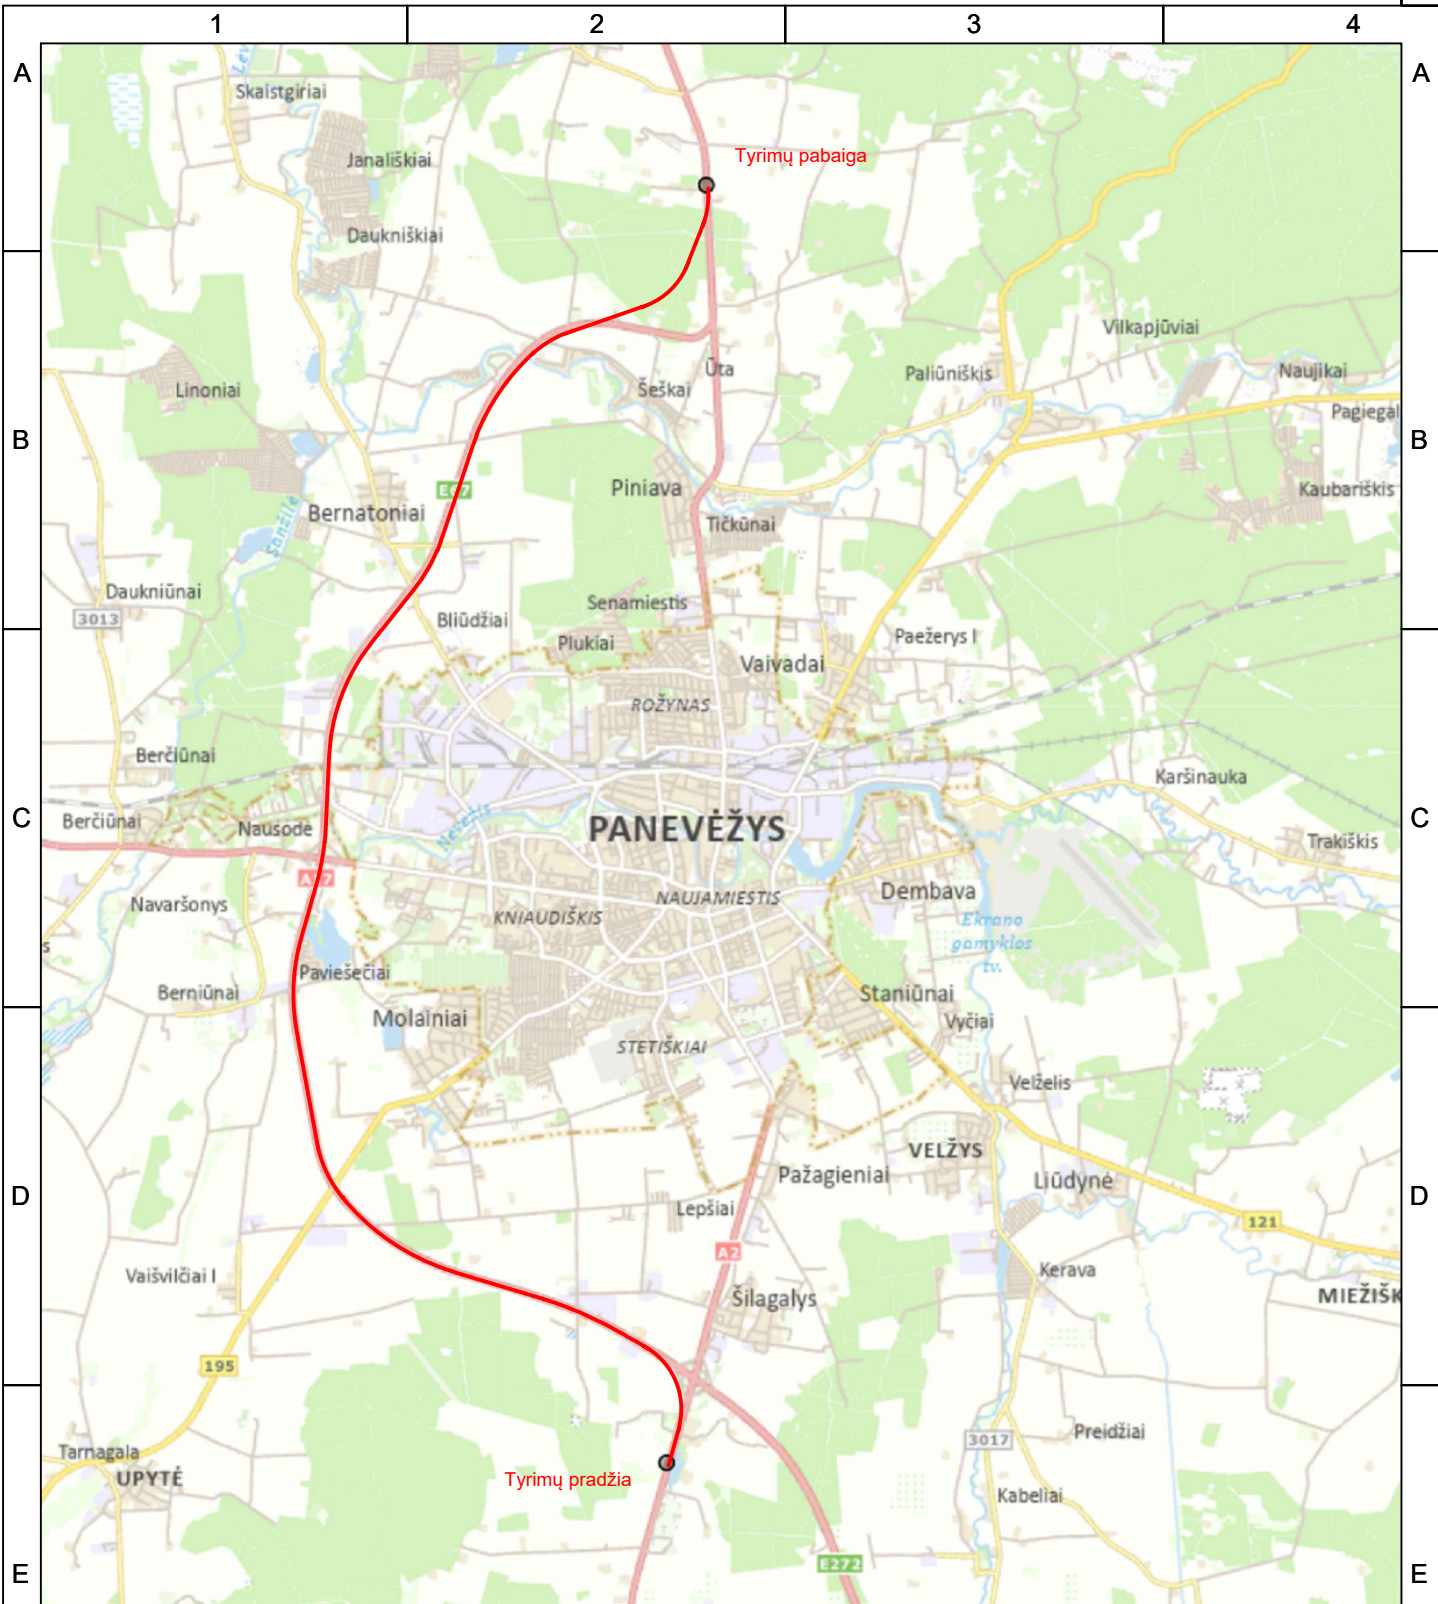 1 2 3 4
A A
Lėv
Skaistgiriai
Janališkiai
Tyrimų pabaiga
Daukniškiai
Vilkapjūviai
Ūta
Paliūniškis
Naujikai
Linoniai
Šeškai
Pagiegal
B B
Piniava
Kaubariškis
Bernatoniai
Tičkūnai
Sanžilė
Daukniūnai
Senamiestis
3013
Bliūdžiai
Plukiai
Paežerys I
Vaivadai
ROŽYNAS
Berčiūnai
Karšinauka
C C
Berčiūnai
Nausodė
Nevėžis
PANEVĖŽYS
Trakiškis
Dembava
NAUJAMIESTIS
Navaršonys
KNIAUDIŠKIS
Ekrano
gamyklos
tv.
s
Paviešečiai
Berniūnai
Staniūnai
Molainiai
Vyčiai
STETIŠKIAI
Velželis
VELŽYS
Pažagieniai
Liūdynė
D D
Lepšiai
121
A2
Vaišvilčiai I
Kerava
Šilagalys
MIEŽIŠK
195
Preidžiai
3017
Tarnagala
UPYTĖ
Tyrimų pradžia
Kabeliai
E272
E E